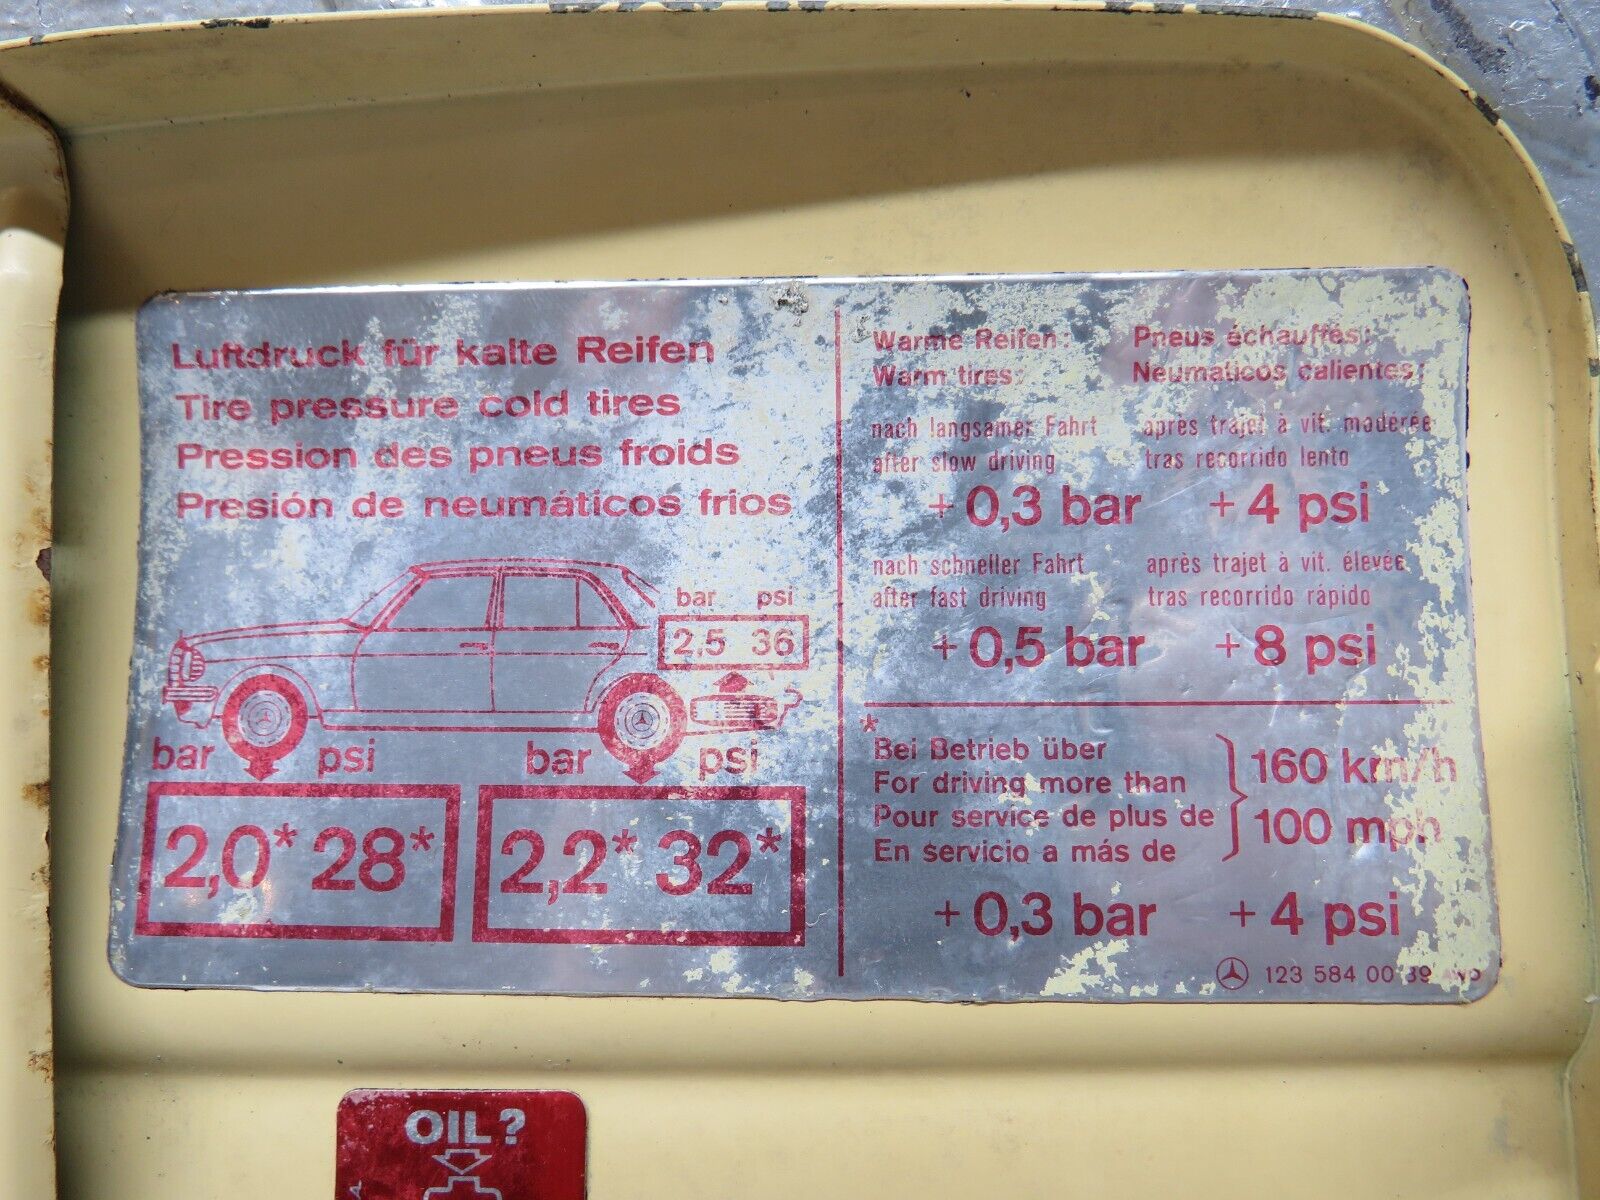 Luftdruck für kalte Reifen
Tire pressure cold tires
Pression des pneus froids
Presión de neumáticos frios
bar psi
2,5 36
bar psi
2,0* 28*
bar psi
2,2* 32*
Warme Reifen:
Warm tires:
Pneus échauffés:
Neumaticos calientes:
nach langsamer Fahrt
after slow driving
après trajet à vit. modérée
tras recorrido lento
+ 0,3 bar + 4 psi
nach schneller Fahrt
after fast driving
après trajet à vit. élevée
tras recorrido rápido
+ 0,5 bar + 8 psi
*
Bei Betrieb über
For driving more than
Pour service de plus de
En servicio a más de
160 km/h
100 mph
+ 0,3 bar + 4 psi
123 584 00 39
OIL?